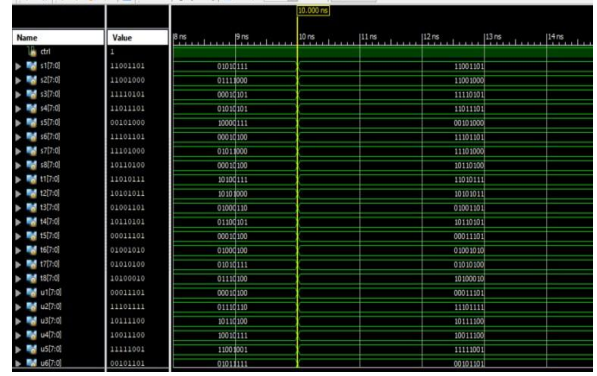 10.000 ns
Name Value 8 ns 9 ns 10 ns 11 ns 12 ns 13 ns 14 ns
ctrl 1
s1[7:0] 11001101 01010111 11001101
s2[7:0] 11001000 01111000 11001000
s3[7:0] 11110101 00010101 11110101
s4[7:0] 11011101 01010101 11011101
s5[7:0] 00101000 10000111 00101000
s6[7:0] 11101101 00010100 11101101
s7[7:0] 11101000 01011000 11101000
s8[7:0] 10110100 00010100 10110100
t1[7:0] 11010111 10100111 11010111
t2[7:0] 10101011 10101000 10101011
t3[7:0] 01001101 01000110 01001101
t4[7:0] 10110101 01100101 10110101
t5[7:0] 00011101 00010100 00011101
t6[7:0] 01001010 01000100 01001010
t7[7:0] 01010100 01010111 01010100
t8[7:0] 10100010 01110100 10100010
u1[7:0] 00011101 00010100 00011101
u2[7:0] 11101111 01110110 11101111
u3[7:0] 10111100 10110100 10111100
u4[7:0] 10011100 10010111 10011100
u5[7:0] 11111001 11001001 11111001
u6[7:0] 00101101 01011111 00101101